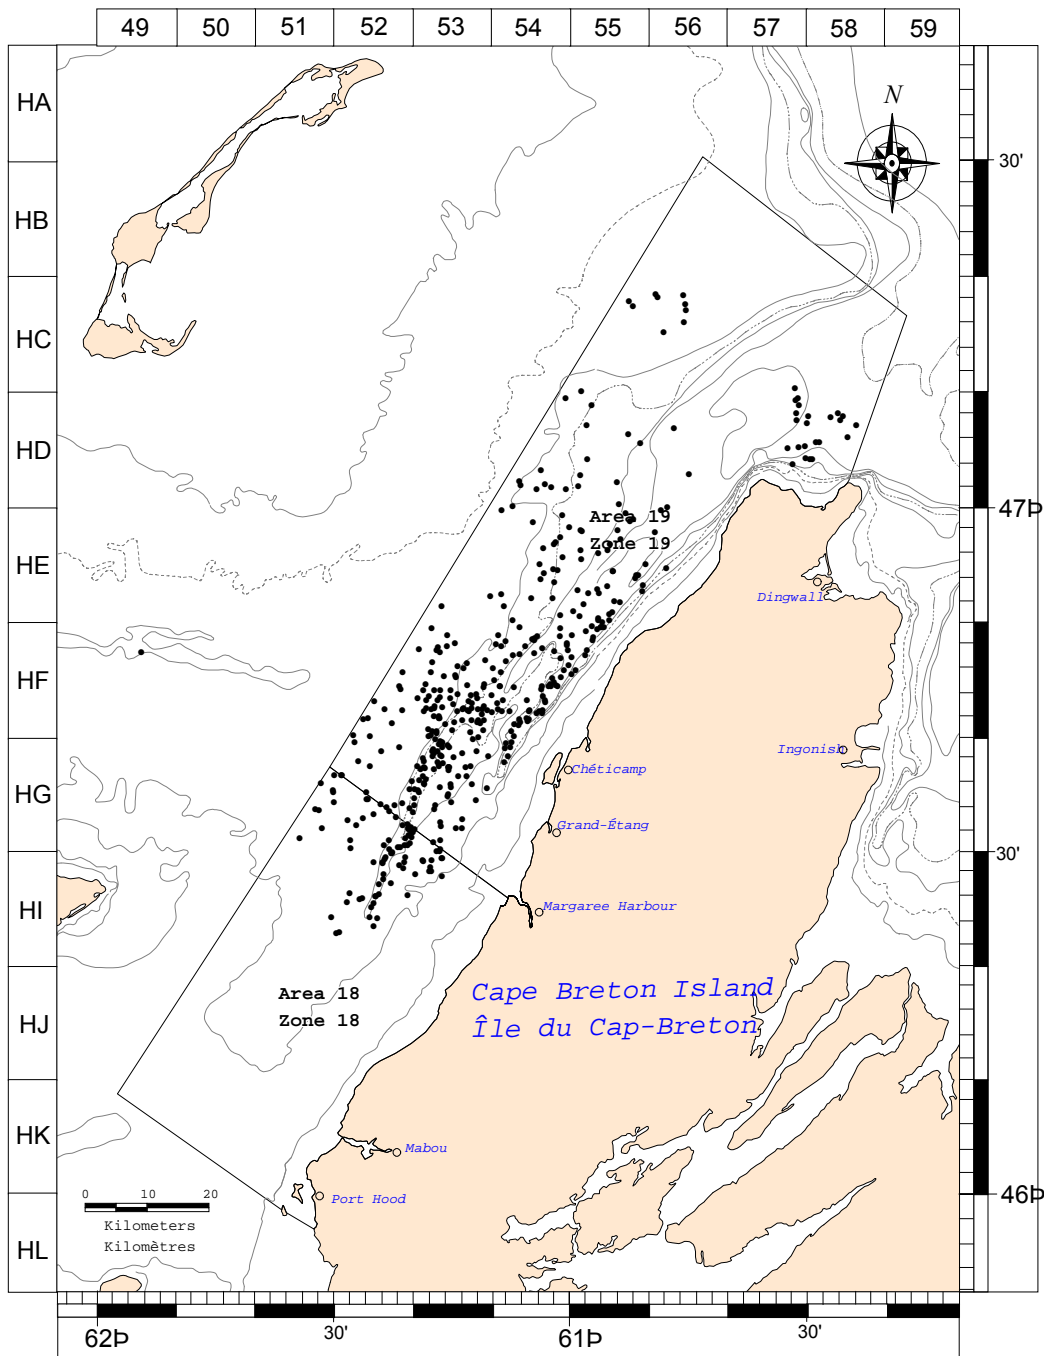 49 50 51 52 53 54 55 56 57 58 59
HA
N
30'
HB
HC
HD
47Þ
Area 19
Zone 19
HE
Dingwall
HF
Ingonish
Chéticamp
HG
Grand-Étang
30'
HI
Margaree Harbour
Area 18
Zone 18
Cape Breton Island
Île du Cap-Breton
HJ
HK
Mabou
0 10 20
Port Hood
46Þ
Kilometers
Kilomètres
HL
62Þ 30' 61Þ 30'